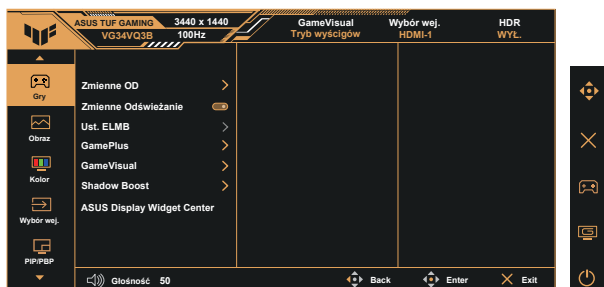 ASUS TUF GAMING 3440 x 1440 GameVisual Wybór wej. HDR
VG34VQ3B 100Hz Tryb wyścigów HDMI-1 WYŁ.
Gry
Obraz
Kolor
Wybór wej.
PIP/PBP
Zmienne OD
Zmienne Odświeżanie
Ust. ELMB
GamePlus
GameVisual
Shadow Boost
ASUS Display Widget Center
Głośność 50 Back Enter Exit